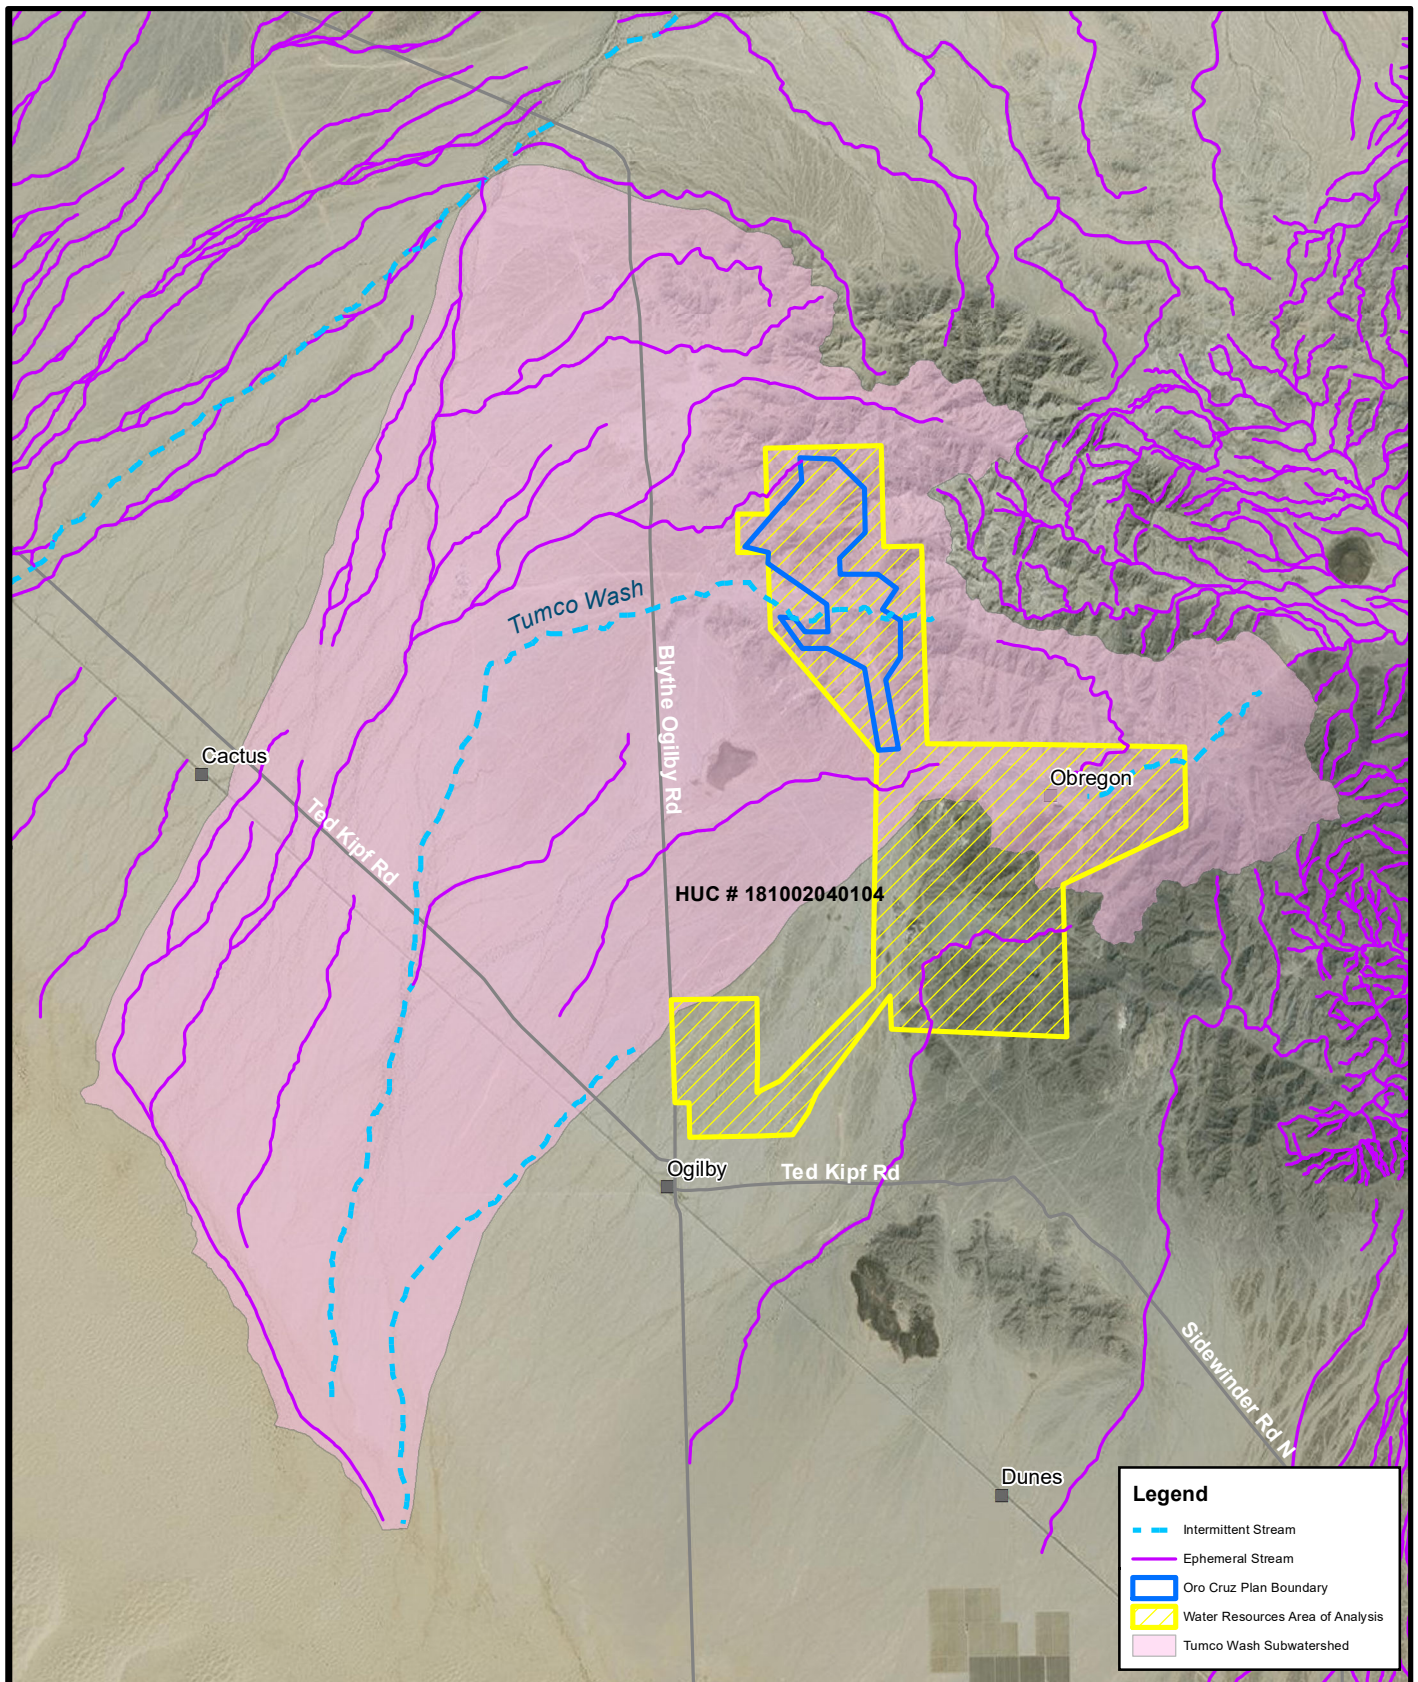 Tumco Wash
Blythe Ogilby Rd
Cactus
Obregon
Ted Kipf Rd
HUC # 181002040104
Ogilby
Ted Kipf Rd
Sidewinder Rd N
Dunes
Legend
Intermittent Stream
Ephemeral Stream
Oro Cruz Plan Boundary
Water Resources Area of Analysis
Tumco Wash Subwatershed